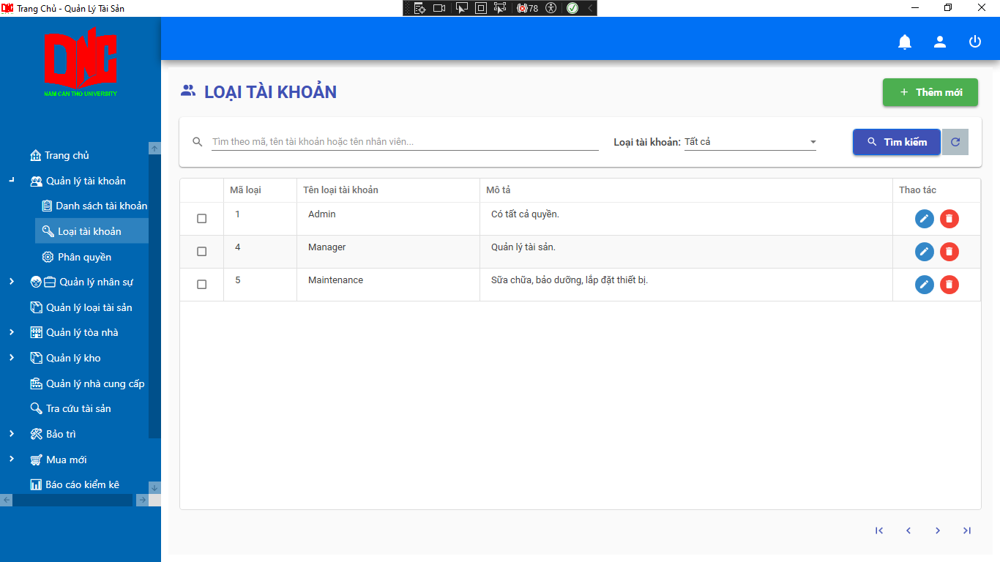 Trang Chủ - Quản Lý Tài Sản
78
DNC
NAM CAN THO UNIVERSITY
Trang chủ
Quản lý tài khoản
Danh sách tài khoản
Loại tài khoản
Phân quyền
Quản lý nhân sự
Quản lý loại tài sản
Quản lý tòa nhà
Quản lý kho
Quản lý nhà cung cấp
Tra cứu tài sản
Bảo trì
Mua mới
Báo cáo kiểm kê
LOẠI TÀI KHOẢN
+ Thêm mới
Tìm theo mã, tên tài khoản hoặc tên nhân viên...
Loại tài khoản: Tất cả
Tìm kiếm
Mã loại Tên loại tài khoản Mô tả Thao tác
1 Admin Có tất cả quyền.
4 Manager Quản lý tài sản.
5 Maintenance Sữa chữa, bảo dưỡng, lắp đặt thiết bị.